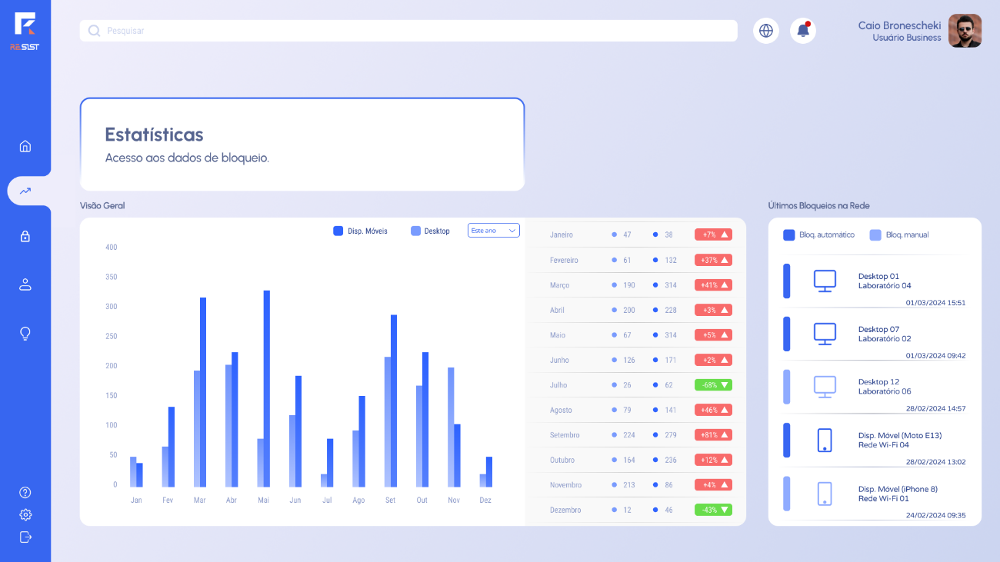 RESIST
Pesquisar
Caio Bronescheki
Usuário Business
Estatísticas
Acesso aos dados de bloqueio.
Visão Geral
Disp. Móveis
Desktop
Este ano
400
350
300
250
200
150
100
50
0
Jan Fev Mar Abr Mai Jun Jul Ago Set Out Nov Dez
Janeiro 47 38 +7%
Fevereiro 61 132 +37%
Março 190 314 +41%
Abril 200 228 +3%
Maio 67 314 +5%
Junho 126 171 +2%
Julho 26 62 -68%
Agosto 79 141 +46%
Setembro 224 279 +81%
Outubro 164 236 +12%
Novembro 213 86 +4%
Dezembro 12 46 -43%
Últimos Bloqueios na Rede
Bloq. automático
Bloq. manual
Desktop 01
Laboratório 04
01/03/2024 15:51
Desktop 07
Laboratório 02
01/03/2024 09:42
Desktop 12
Laboratório 06
28/02/2024 14:57
Disp. Móvel (Moto E13)
Rede Wi-Fi 04
28/02/2024 13:02
Disp. Móvel (iPhone 8)
Rede Wi-Fi 01
24/02/2024 09:35